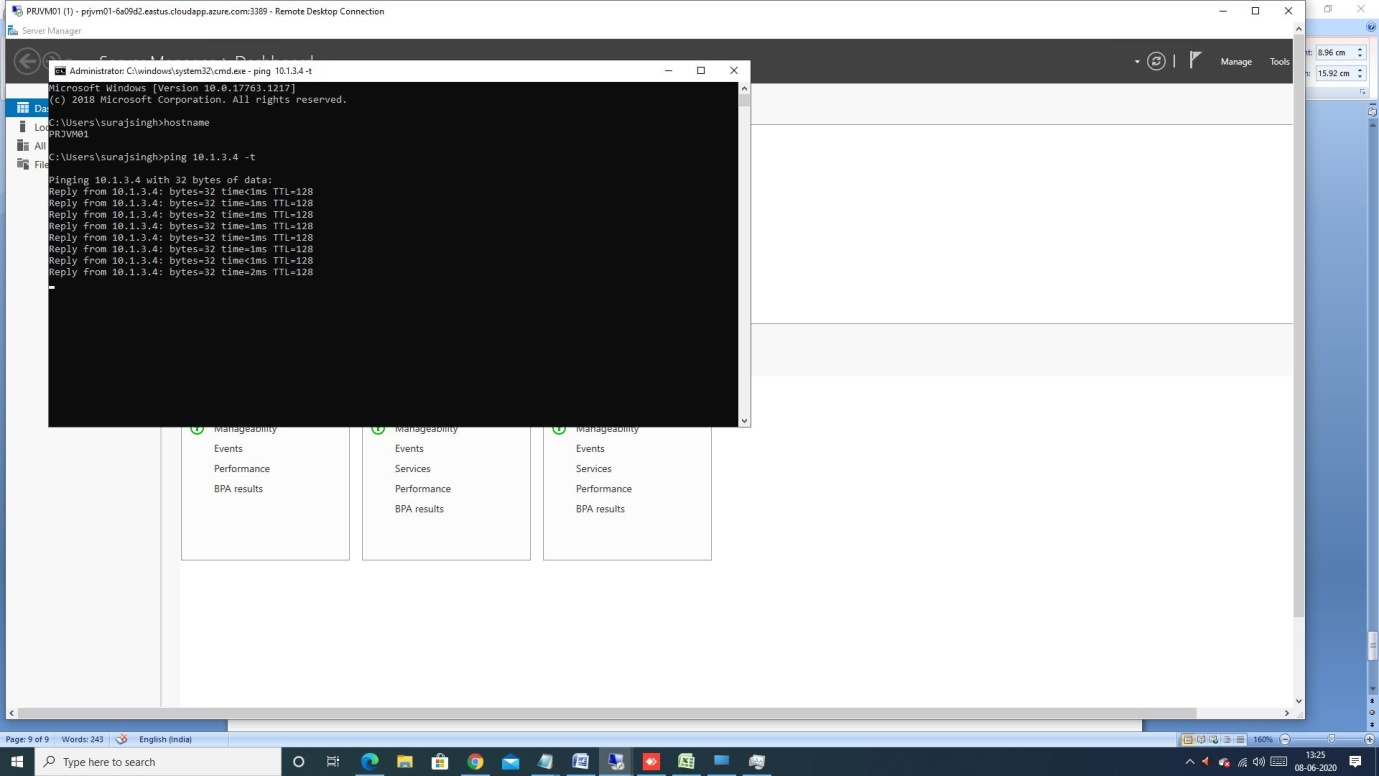 PRJVM01 (1) - prjvm01-6a09d2.eastus.cloudapp.azure.com:3389 - Remote Desktop Connection
Server Manager
Manage Tools
8.96 cm
15.92 cm
Administrator: C:\windows\system32\cmd.exe - ping 10.1.3.4 -t
Microsoft Windows [Version 10.0.17763.1217]
(c) 2018 Microsoft Corporation. All rights reserved.
C:\Users\surajsingh>hostname
PRJVM01
C:\Users\surajsingh>ping 10.1.3.4 -t
Pinging 10.1.3.4 with 32 bytes of data:
Reply from 10.1.3.4: bytes=32 time<1ms TTL=128
Reply from 10.1.3.4: bytes=32 time=1ms TTL=128
Reply from 10.1.3.4: bytes=32 time=1ms TTL=128
Reply from 10.1.3.4: bytes=32 time=1ms TTL=128
Reply from 10.1.3.4: bytes=32 time=1ms TTL=128
Reply from 10.1.3.4: bytes=32 time=1ms TTL=128
Reply from 10.1.3.4: bytes=32 time<1ms TTL=128
Reply from 10.1.3.4: bytes=32 time=2ms TTL=128
Das
Loc
All
File
Manageability
Events
Performance
BPA results
Manageability
Events
Services
Performance
BPA results
Manageability
Events
Services
Performance
BPA results
Page: 9 of 9 Words: 243 English (India) 160%
Type here to search
13:25
08-06-2020